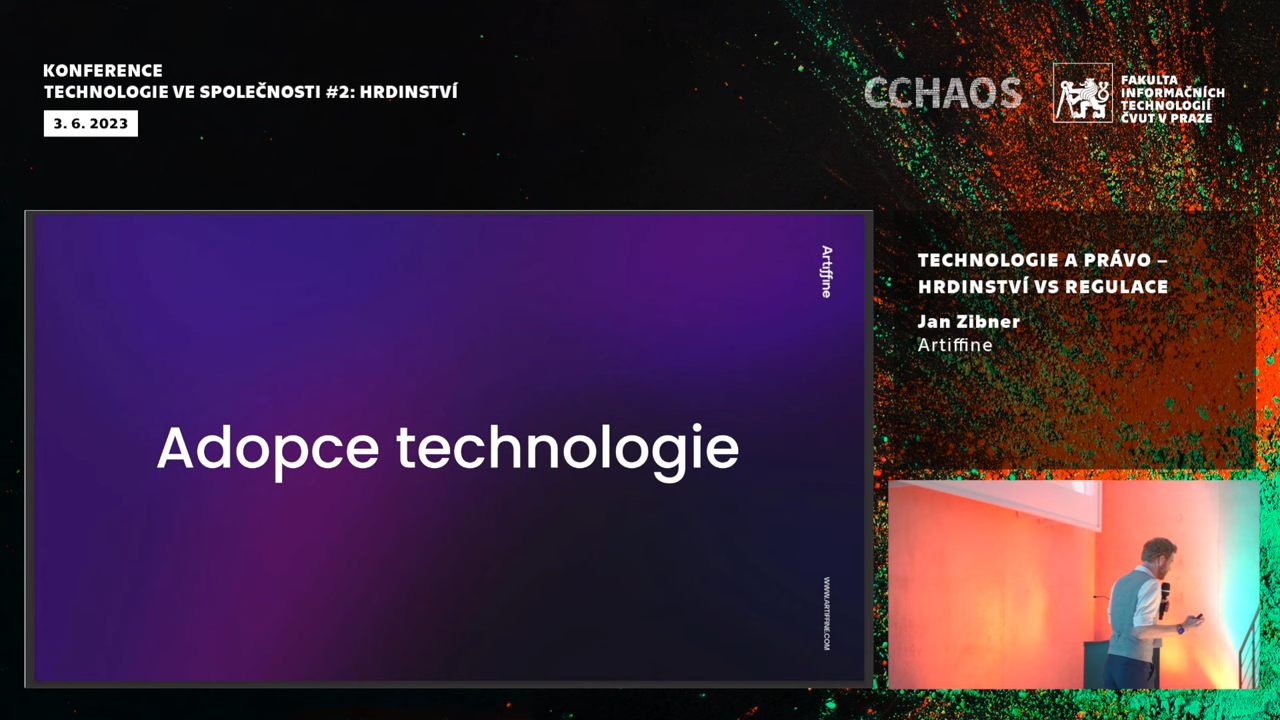 KONFERENCE
TECHNOLOGIE VE SPOLEČNOSTI #2: HRDINSTVÍ
3. 6. 2023
CCHAOS
FAKULTA
INFORMAČNÍCH
TECHNOLOGIÍ
ČVUT V PRAZE
Artiffine
Adopce technologie
WWW.ARTIFFINE.COM
TECHNOLOGIE A PRÁVO –
HRDINSTVÍ VS REGULACE
Jan Zibner
Artiffine